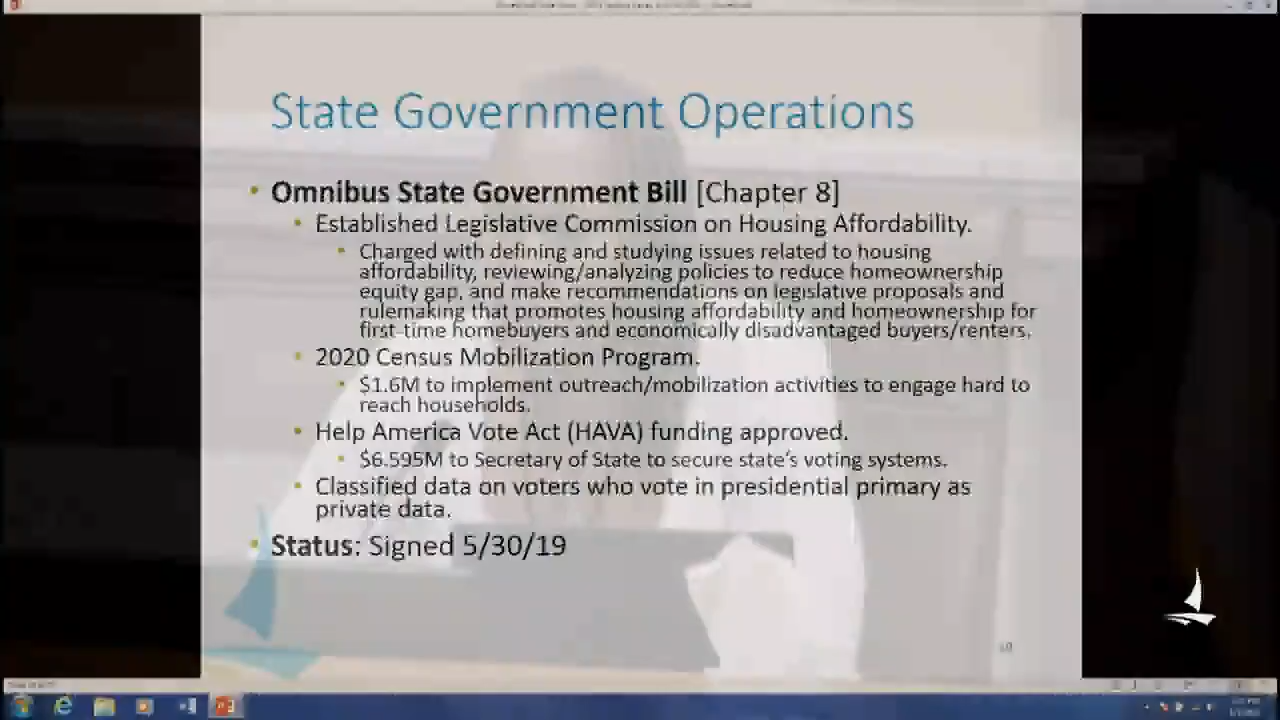 State Government Operations
• Omnibus State Government Bill [Chapter 8]
• Established Legislative Commission on Housing Affordability.
• Charged with defining and studying issues related to housing
affordability, reviewing/analyzing policies to reduce homeownership
equity gap, and make recommendations on legislative proposals and
rulemaking that promotes housing affordability and homeownership for
first-time homebuyers and economically disadvantaged buyers/renters.
• 2020 Census Mobilization Program.
• $1.6M to implement outreach/mobilization activities to engage hard to
reach households.
• Help America Vote Act (HAVA) funding approved.
• $6.595M to Secretary of State to secure state's voting systems.
• Classified data on voters who vote in presidential primary as
private data.
• Status: Signed 5/30/19